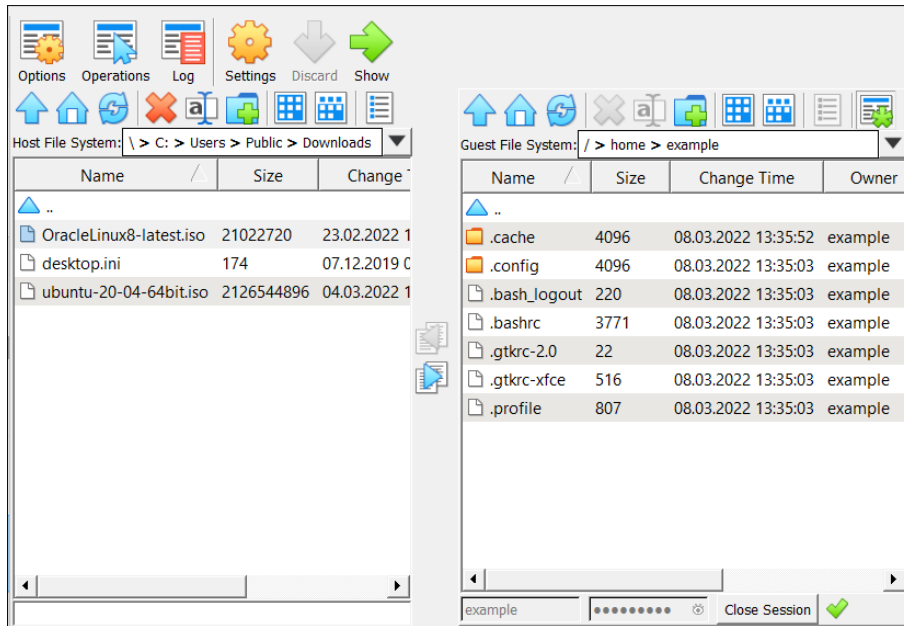 Options Operations Log Settings Discard Show
Host File System: \ > C: > Users > Public > Downloads
Name Size Change
..
OracleLinux8-latest.iso 21022720 23.02.2022 1
desktop.ini 174 07.12.2019 0
ubuntu-20-04-64bit.iso 2126544896 04.03.2022 1
Guest File System: / > home > example
Name Size Change Time Owner
..
.cache 4096 08.03.2022 13:35:52 example
.config 4096 08.03.2022 13:35:03 example
.bash_logout 220 08.03.2022 13:35:03 example
.bashrc 3771 08.03.2022 13:35:03 example
.gtkrc-2.0 22 08.03.2022 13:35:03 example
.gtkrc-xfce 516 08.03.2022 13:35:03 example
.profile 807 08.03.2022 13:35:03 example
example ●●●●●●●●● Close Session